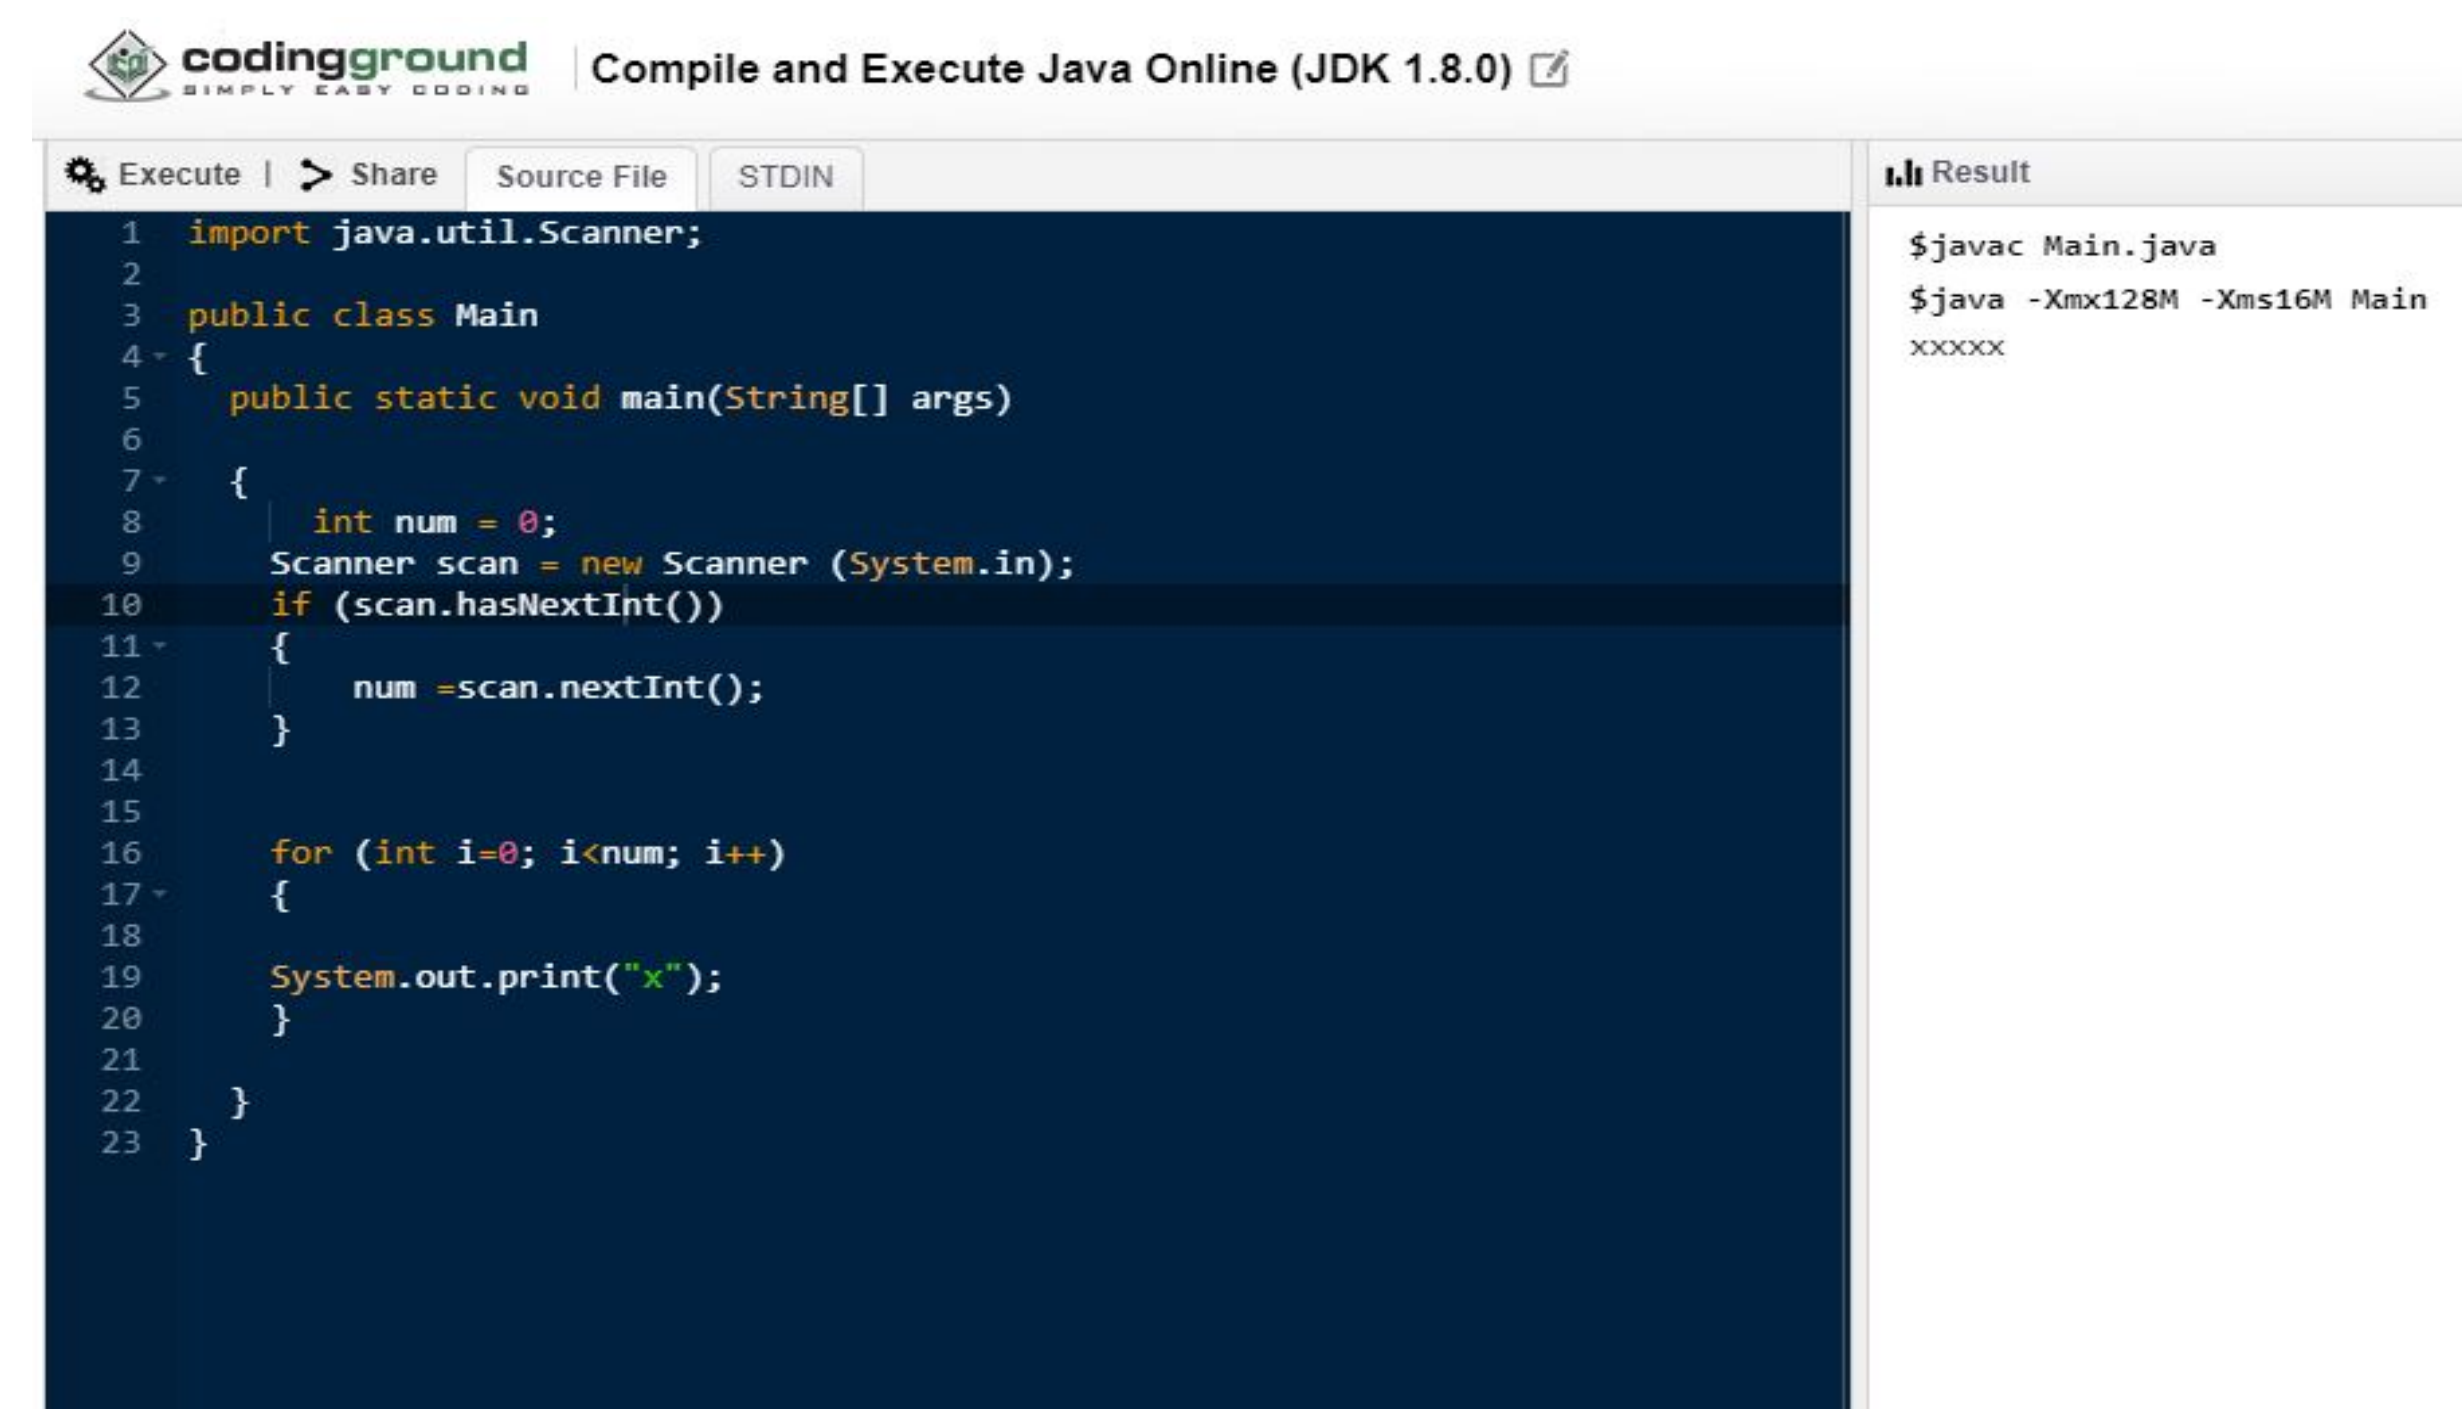 codingground
SIMPLY EASY CODING
Compile and Execute Java Online (JDK 1.8.0)
Execute | Share Source File STDIN
1 import java.util.Scanner;
2
3 public class Main
4 {
5 public static void main(String[] args)
6
7 {
8 int num = 0;
9 Scanner scan = new Scanner (System.in);
10 if (scan.hasNextInt())
11 {
12 num =scan.nextInt();
13 }
14
15
16 for (int i=0; i<num; i++)
17 {
18
19 System.out.print("x");
20 }
21
22 }
23 }
Result
$javac Main.java
$java -Xmx128M -Xms16M Main
xxxxx